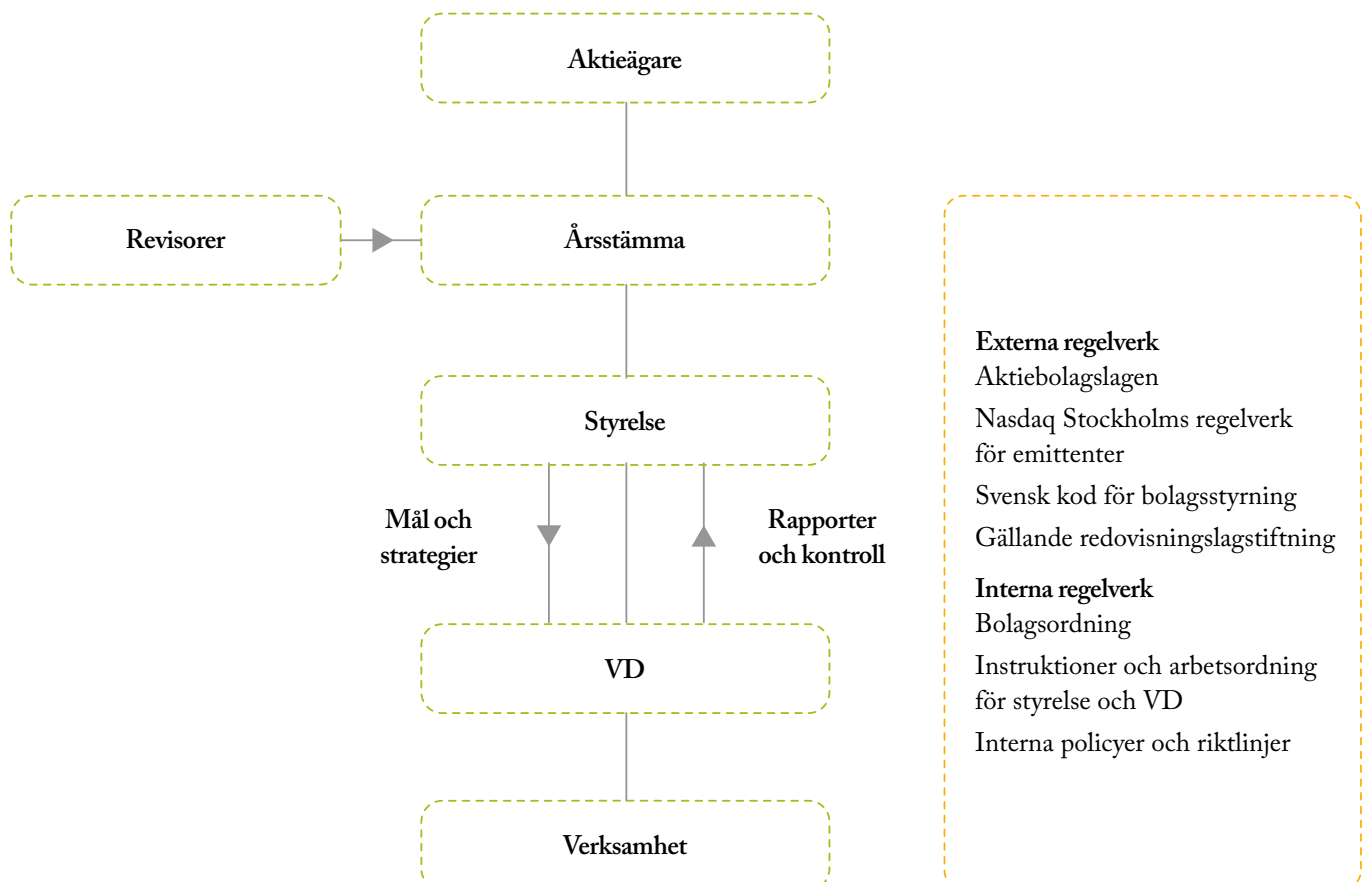 Aktieägare
Revisorer
Årsstämma
Styrelse
Mål och
strategier
Rapporter
och kontroll
VD
Verksamhet
Externa regelverk
Aktiebolagslagen
Nasdaq Stockholms regelverk
för emittenter
Svensk kod för bolagsstyrning
Gällande redovisningslagstiftning
Interna regelverk
Bolagsordning
Instruktioner och arbetsordning
för styrelse och VD
Interna policyer och riktlinjer